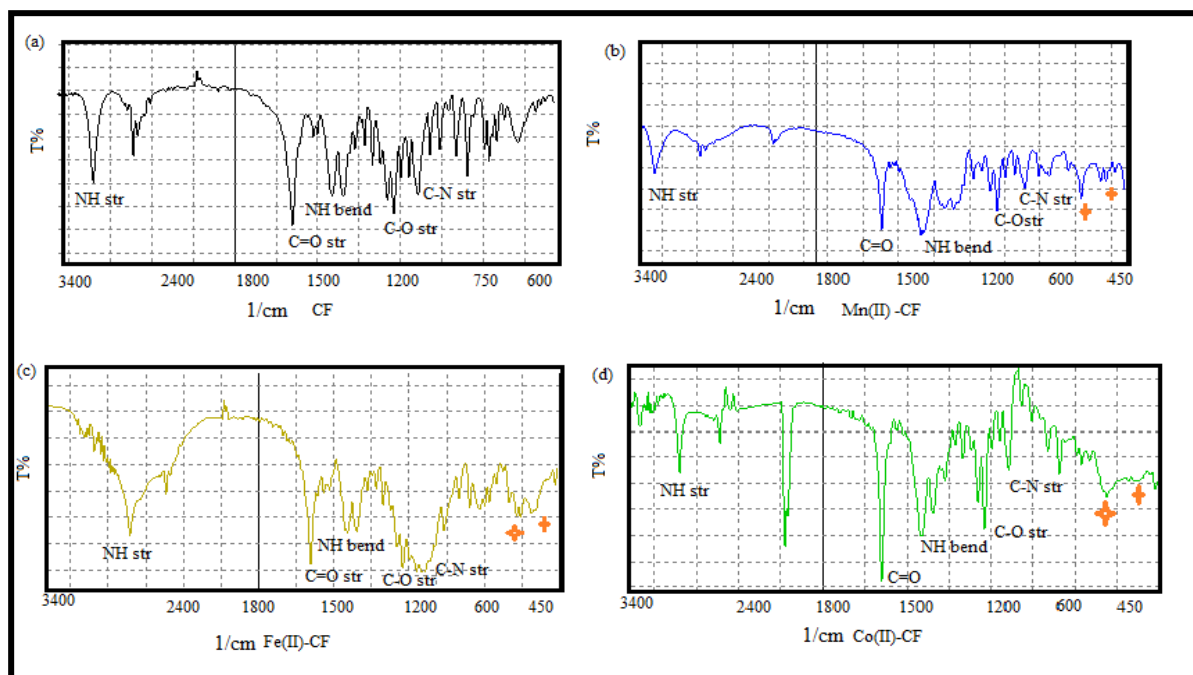 (a)
T%
NH str
C=O str
NH bend
C-O str
C-N str
3400 2400 1800 1500 1200 750 600
1/cm CF
(b)
T%
NH str
C=O
NH bend
C-Ostr
C-N str
3400 2400 1800 1500 1200 600 450
1/cm Mn(II) -CF
(c)
T%
NH str
C=O str
NH bend
C-O str
C-N str
3400 2400 1800 1500 1200 600 450
1/cm Fe(II)-CF
(d)
T%
NH str
C=O
NH bend
C-O str
C-N str
3400 2400 1800 1500 1200 600 450
1/cm Co(II)-CF